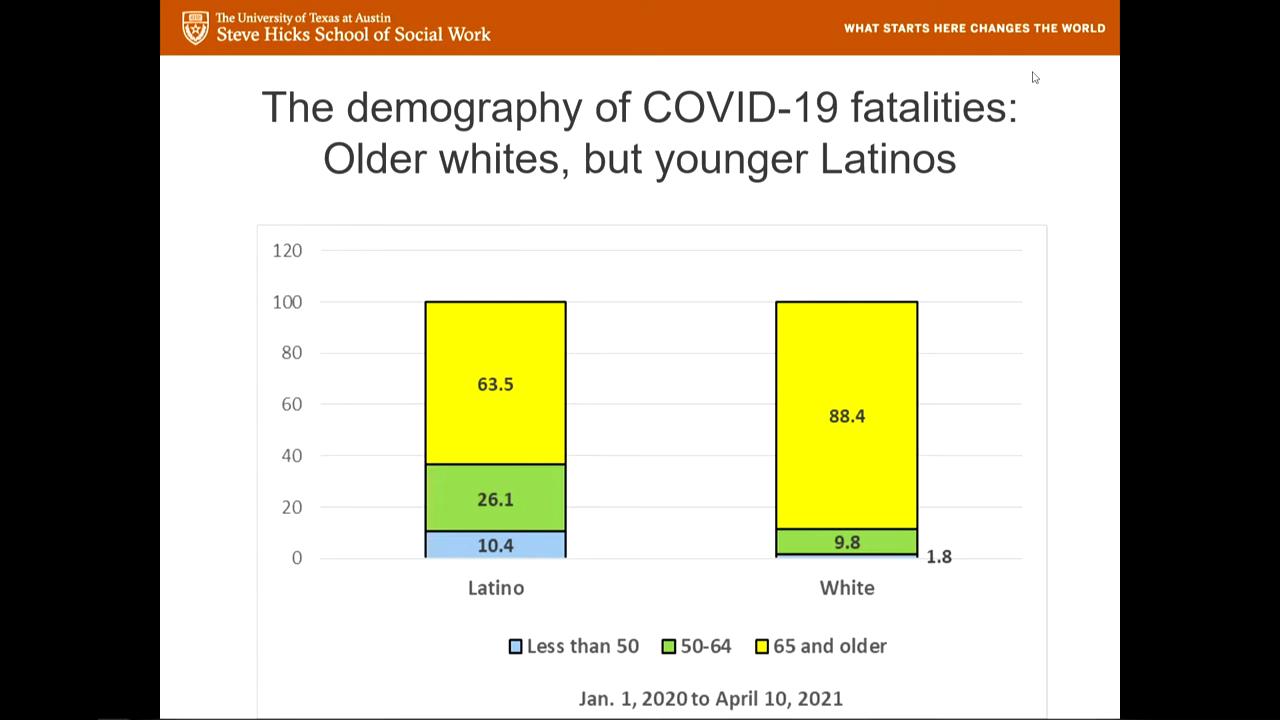 The University of Texas at Austin
Steve Hicks School of Social Work
WHAT STARTS HERE CHANGES THE WORLD
The demography of COVID-19 fatalities:
Older whites, but younger Latinos
120
100
80
60
40
20
0
63.5
26.1
10.4
88.4
9.8
1.8
Latino
White
Less than 50
50-64
65 and older
Jan. 1, 2020 to April 10, 2021